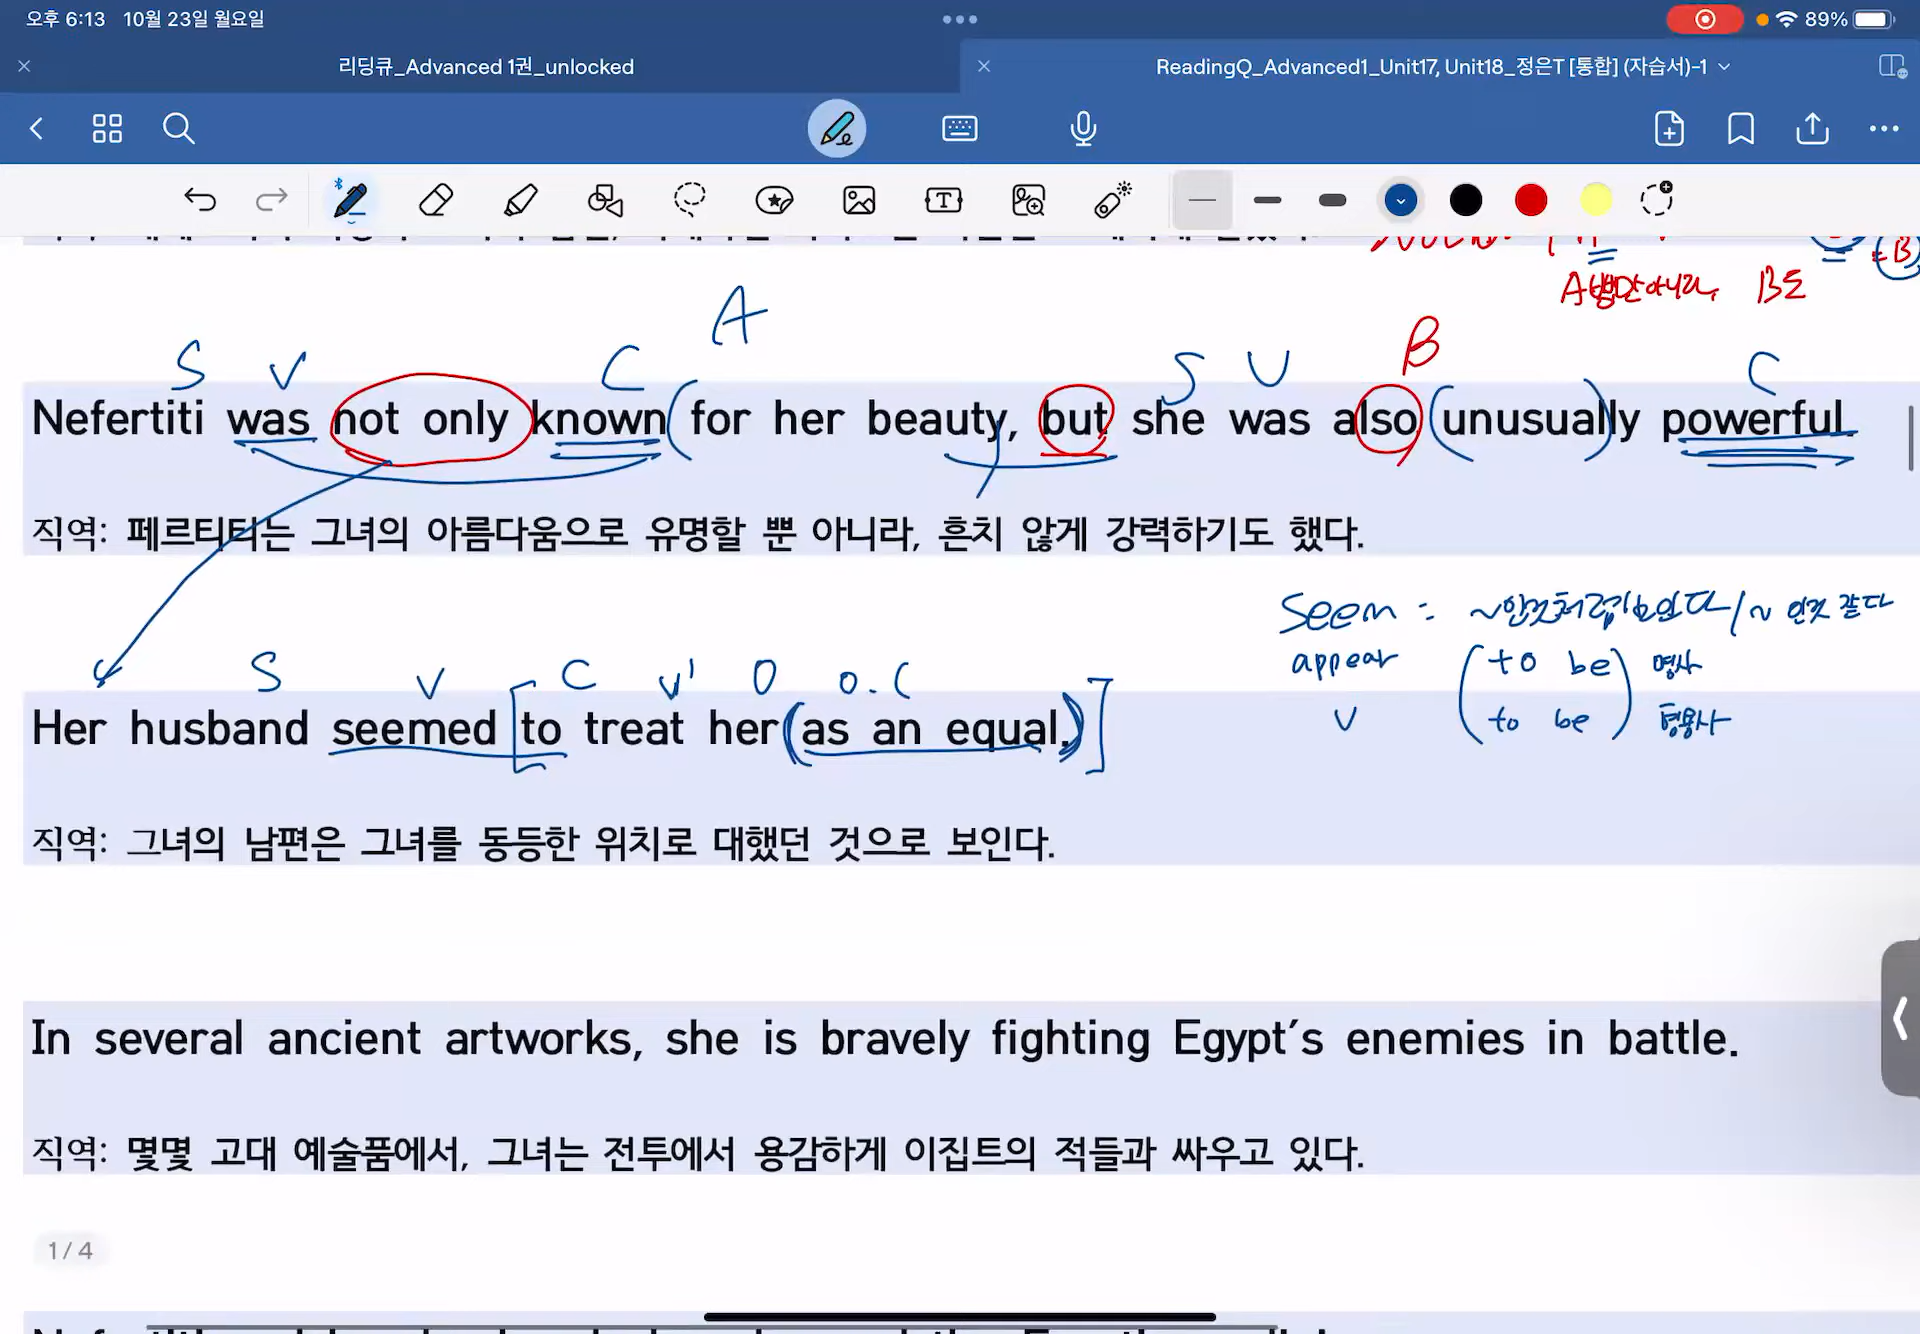 오후 6:13 10월 23일 월요일
89%
리딩큐_Advanced 1권_unlocked
ReadingQ_Advanced1_Unit17, Unit18_정은T [통합] (자습서)-1
= B
A뿐만아니라, B도
A
B
S V C S V C
Nefertiti was not only known (for her beauty, but she was also (unusually) powerful.
직역: 페르티티는 그녀의 아름다움으로 유명할 뿐 아니라, 흔치 않게 강력하기도 했다.
Seem : ~인것처럼보인다/~인것 같다
appear (to be) 명사
V (to be) 형용사
S V C V' O O.C
Her husband seemed [to treat her (as an equal.)]
직역: 그녀의 남편은 그녀를 동등한 위치로 대했던 것으로 보인다.
In several ancient artworks, she is bravely fighting Egypt's enemies in battle.
직역: 몇몇 고대 예술품에서, 그녀는 전투에서 용감하게 이집트의 적들과 싸우고 있다.
1 / 4